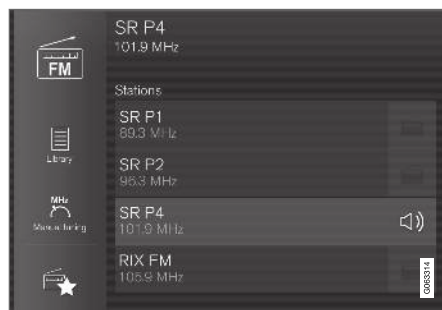 SR P4
101.9 MHz
FM
Stations
SR P1
89.3 MHz
Library
SR P2
96.3 MHz
MHz
Manual tuning
SR P4
101.9 MHz
RIX FM
105.9 MHz
G063314